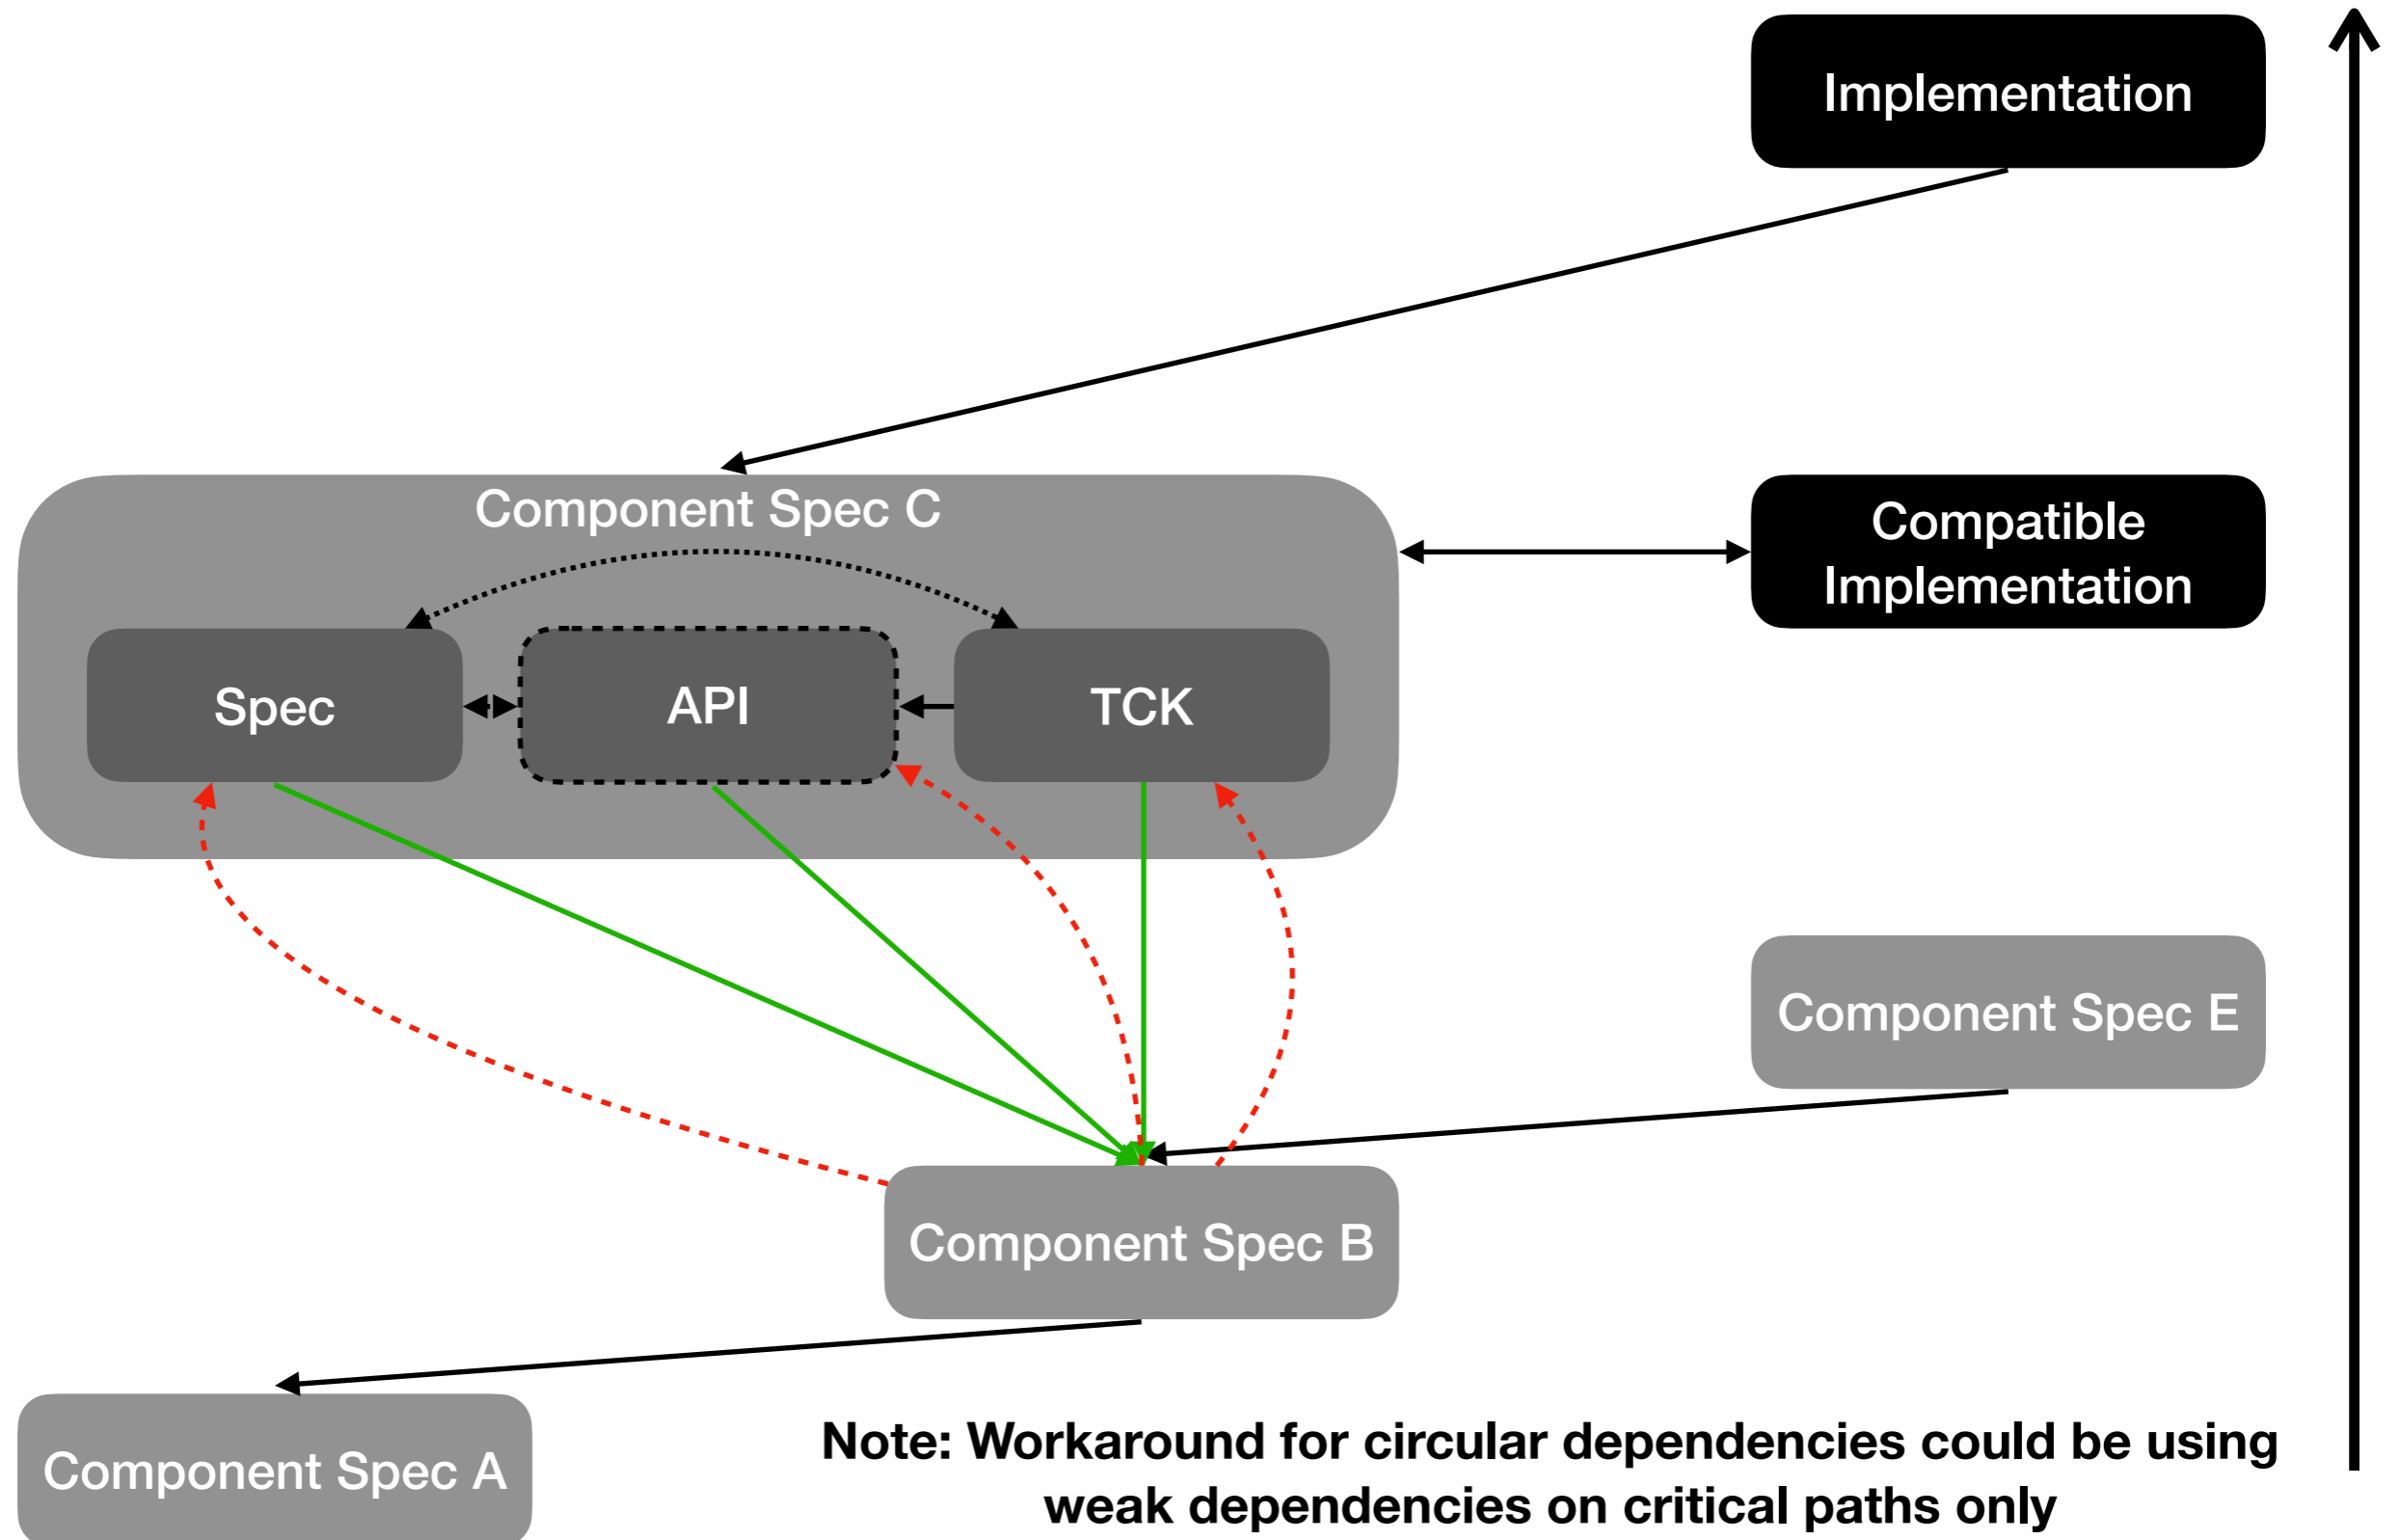 Implementation
Component Spec C
Compatible
Implementation
Spec
API
TCK
Component Spec E
Component Spec B
Component Spec A
Note: Workaround for circular dependencies could be using
weak dependencies on critical paths only